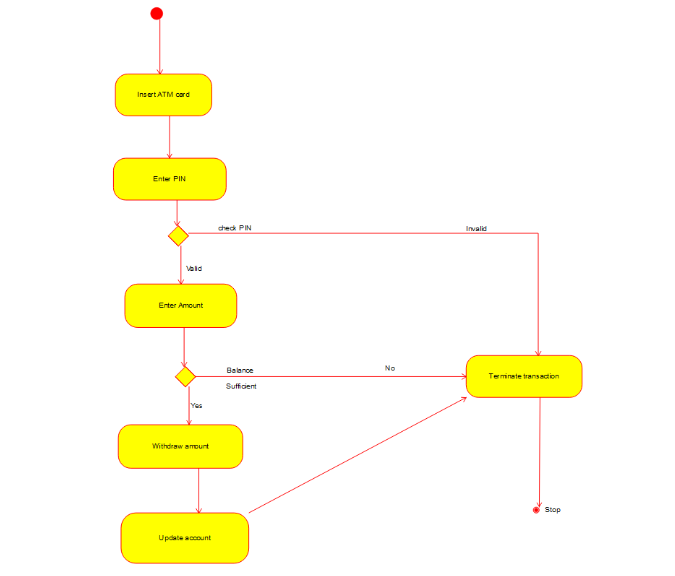 Insert ATM card
Enter PIN
check PIN
Invalid
Valid
Enter Amount
Balance
No
Sufficient
Terminate transaction
Yes
Withdraw amount
Stop
Update account